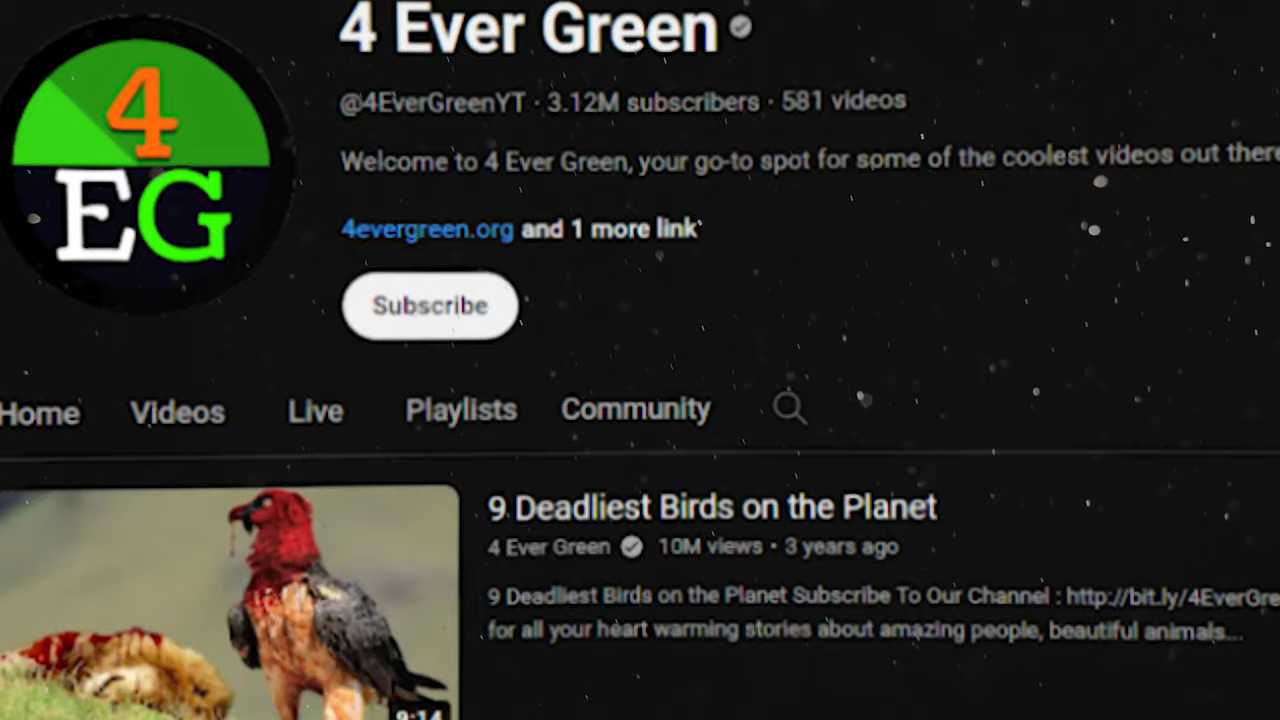 4 Ever Green
4
EG
@4EverGreenYT · 3.12M subscribers · 581 videos
Welcome to 4 Ever Green, your go-to spot for some of the coolest videos out there
4evergreen.org and 1 more link
Subscribe
Home Videos Live Playlists Community
9 Deadliest Birds on the Planet
4 Ever Green 10M views · 3 years ago
9 Deadliest Birds on the Planet Subscribe To Our Channel : http://bit.ly/4EverGre
for all your heart warming stories about amazing people, beautiful animals...
9:14